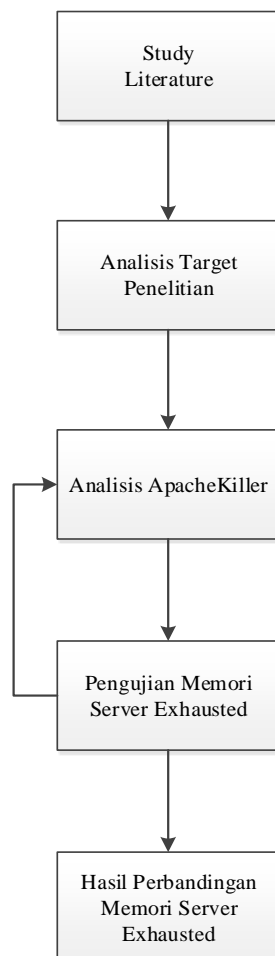 Study
Literature
Analisis Target
Penelitian
Analisis ApacheKiller
Pengujian Memori
Server Exhausted
Hasil Perbandingan
Memori Server
Exhausted